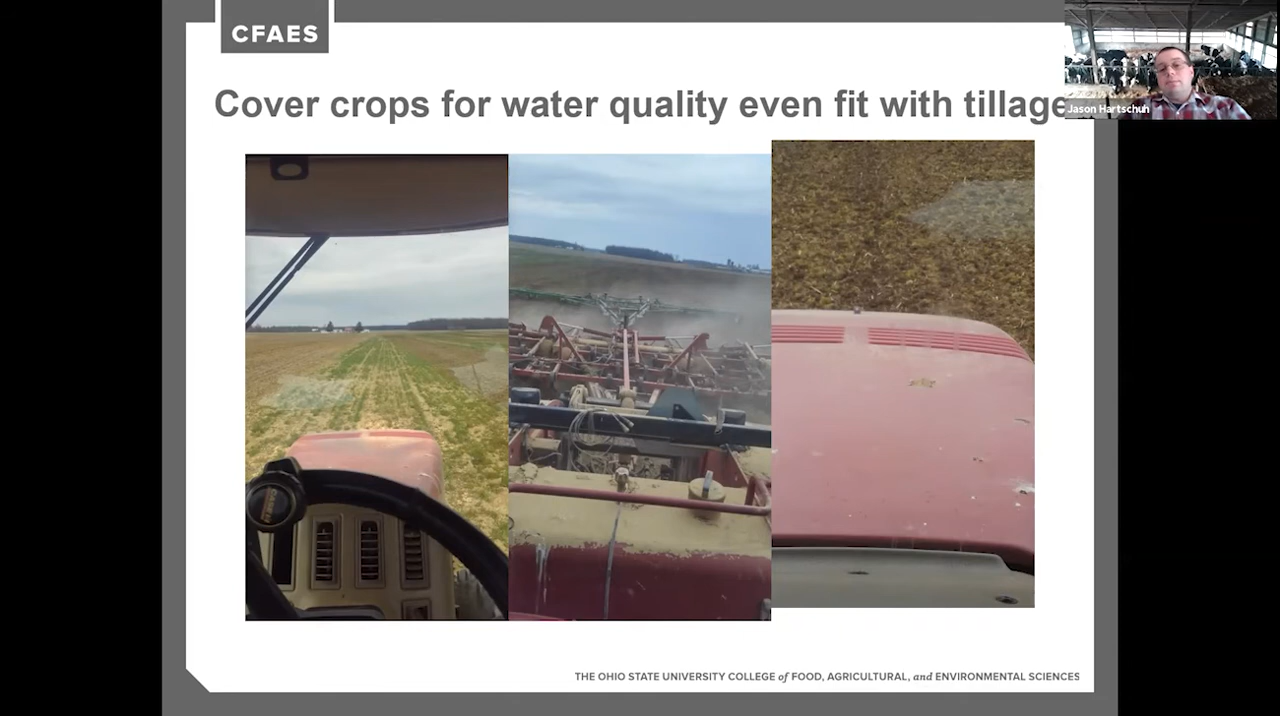 CFAES
Cover crops for water quality even fit with tillage
Jason Hartschuh
THE OHIO STATE UNIVERSITY COLLEGE of FOOD, AGRICULTURAL, and ENVIRONMENTAL SCIENCES